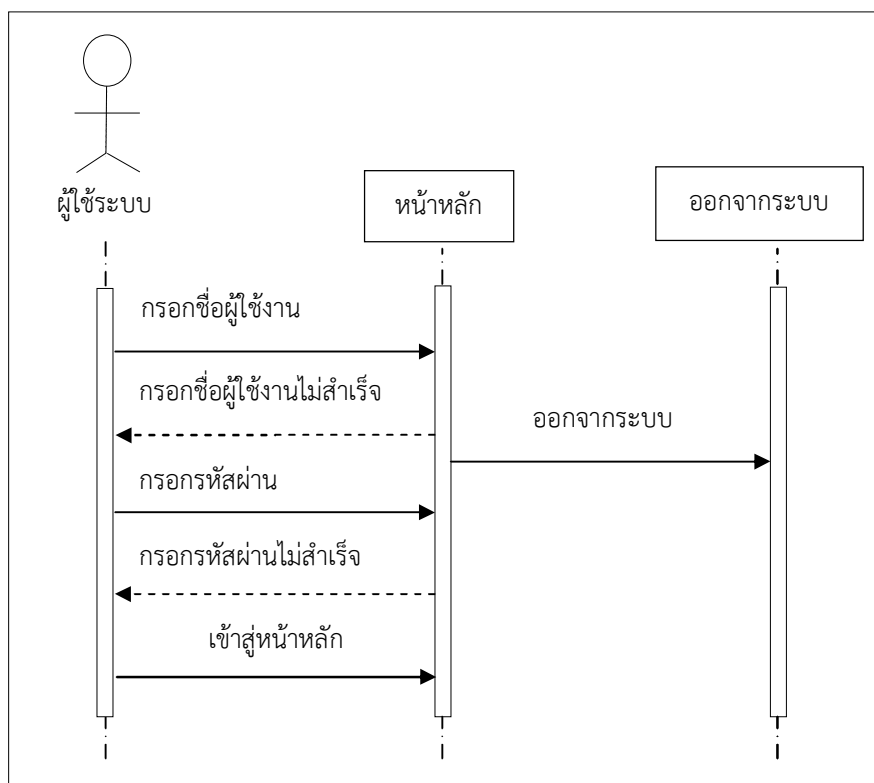 ผู้ใช้ระบบ
หน้าหลัก
ออกจากระบบ
กรอกชื่อผู้ใช้งาน
กรอกชื่อผู้ใช้งานไม่สำเร็จ
ออกจากระบบ
กรอกรหัสผ่าน
กรอกรหัสผ่านไม่สำเร็จ
เข้าสู่หน้าหลัก